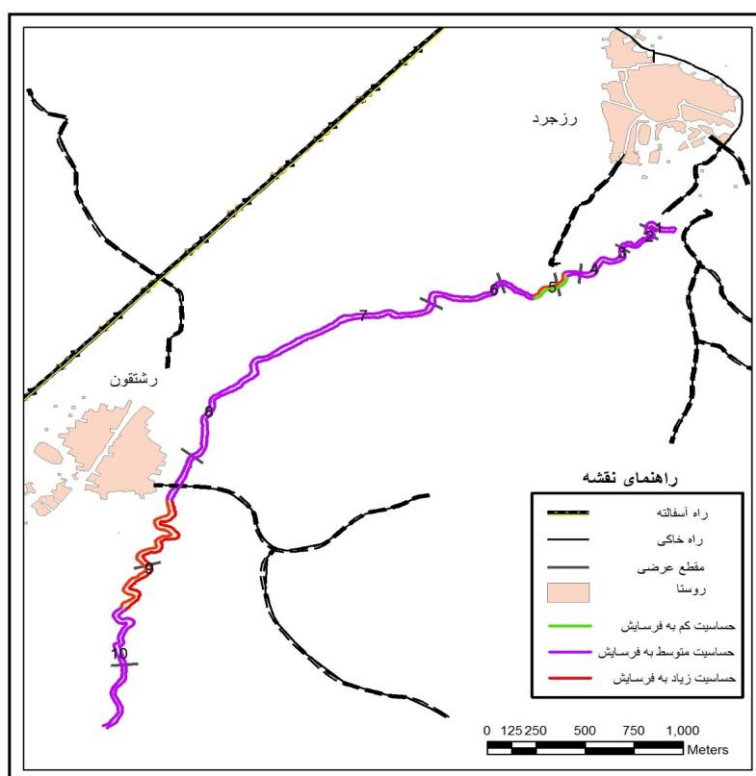 رزجرد
1
2
3
4
5
6
7
رشتقون
8
9
10
راهنمای نقشه
راه آسفالته
راه خاکی
مقطع عرضی
روستا
حساسیت کم به فرسایش
حساسیت متوسط به فرسایش
حساسیت زیاد به فرسایش
0 125 250 500 750 1,000
Meters